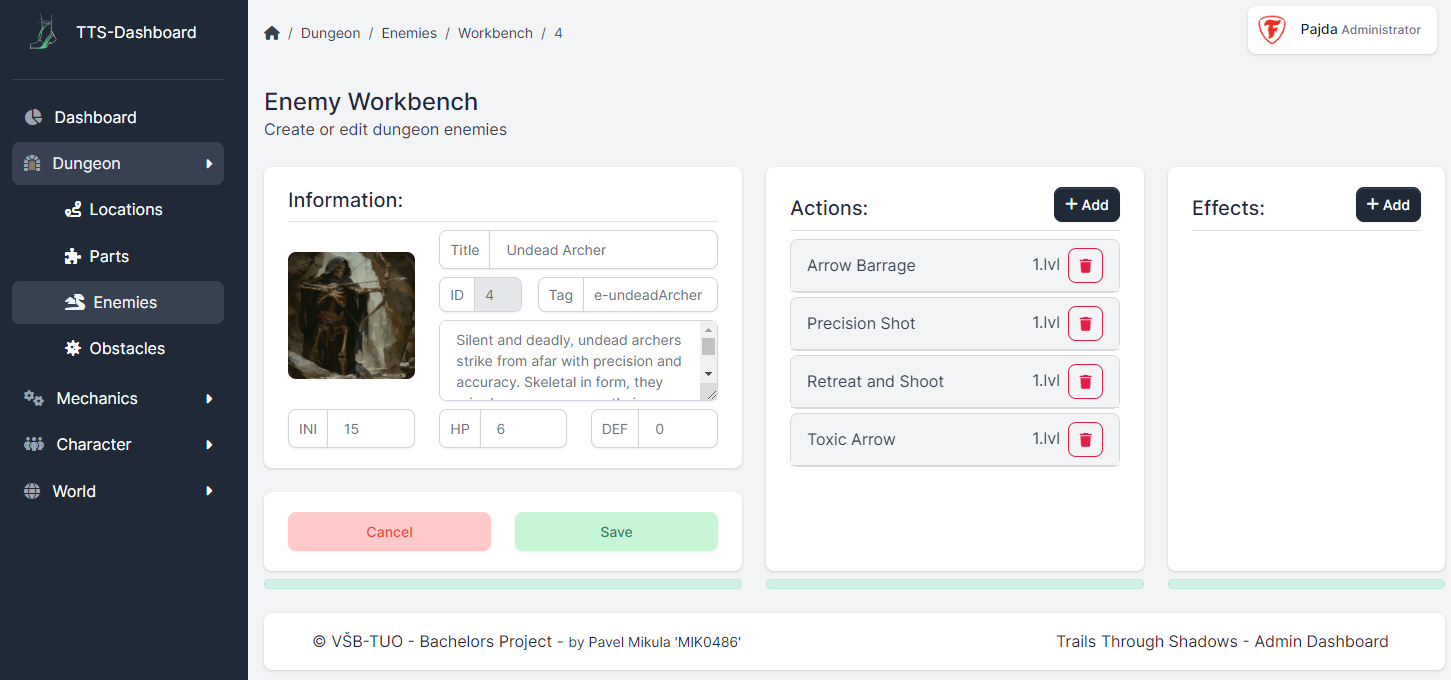 TTS-Dashboard
Dashboard
Dungeon
Locations
Parts
Enemies
Obstacles
Mechanics
Character
World
/ Dungeon / Enemies / Workbench / 4
Pajda Administrator
Enemy Workbench
Create or edit dungeon enemies
Information:
Title Undead Archer
ID 4 Tag e-undeadArcher
Silent and deadly, undead archers
strike from afar with precision and
accuracy. Skeletal in form, they
INI 15 HP 6 DEF 0
Cancel Save
Actions: + Add
Arrow Barrage 1.lvl
Precision Shot 1.lvl
Retreat and Shoot 1.lvl
Toxic Arrow 1.lvl
Effects: + Add
© VŠB-TUO - Bachelors Project - by Pavel Mikula 'MIK0486'
Trails Through Shadows - Admin Dashboard